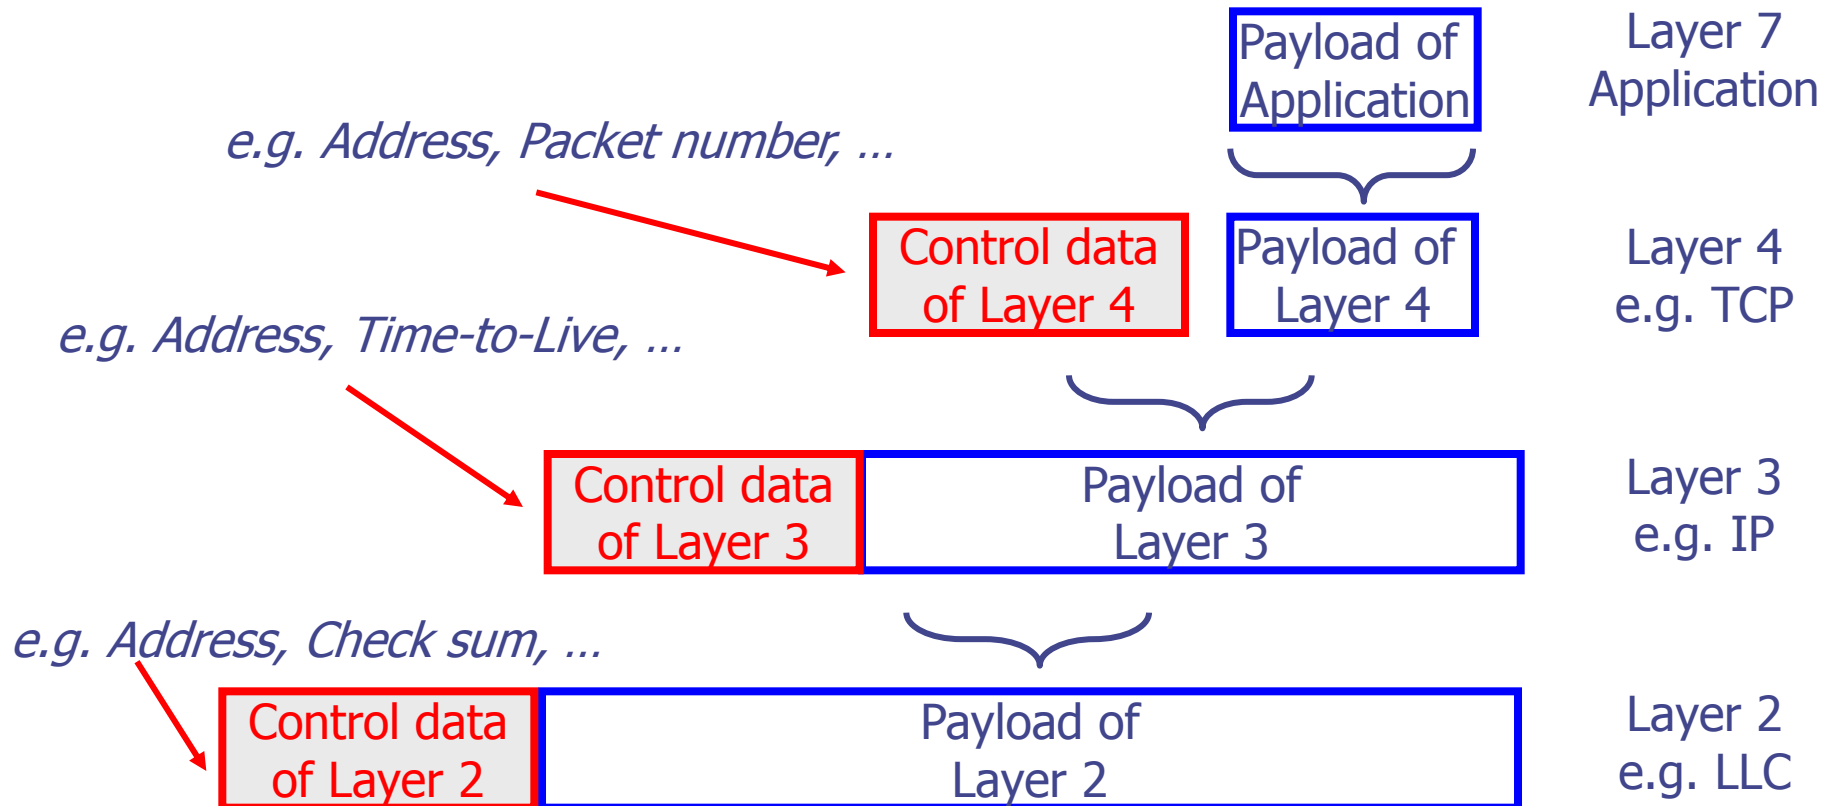 Payload of
Application
Layer 7
Application
e.g. Address, Packet number, ...
Control data
of Layer 4
Payload of
Layer 4
Layer 4
e.g. TCP
e.g. Address, Time-to-Live, ...
Control data
of Layer 3
Payload of
Layer 3
Layer 3
e.g. IP
e.g. Address, Check sum, ...
Control data
of Layer 2
Payload of
Layer 2
Layer 2
e.g. LLC